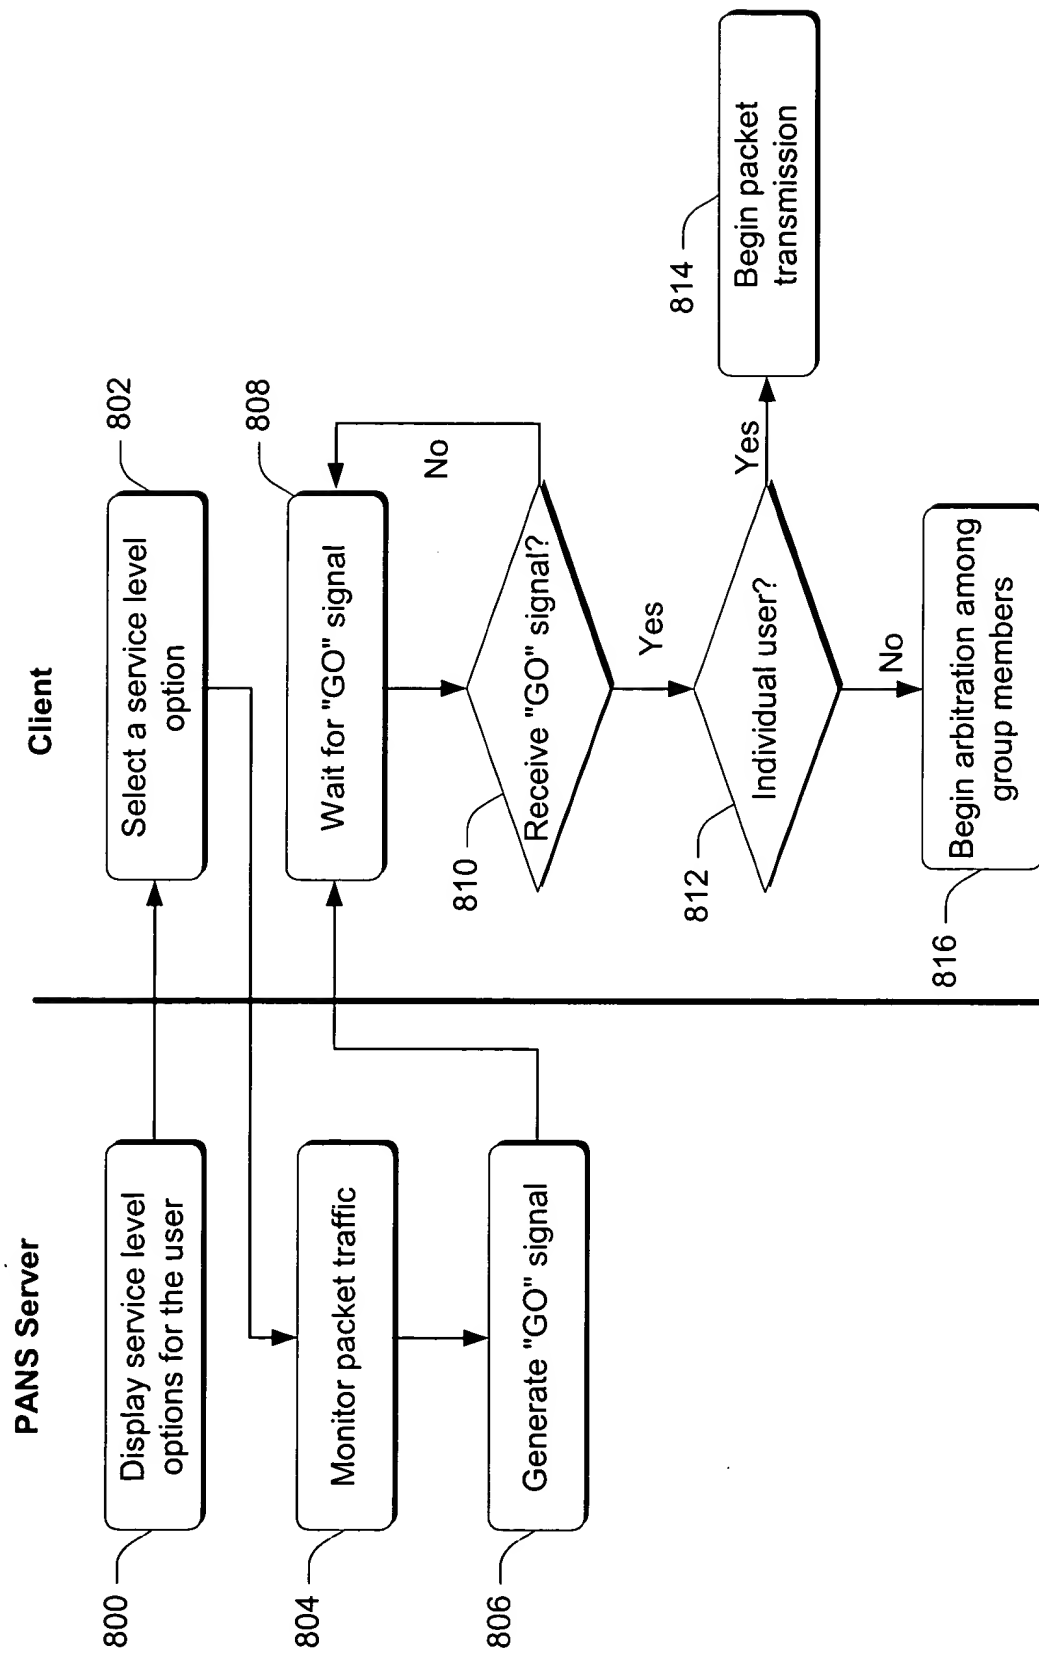 PANS Server
Client
800
Display service level
options for the user
802
Select a service level
option
804
Monitor packet traffic
806
Generate "GO" signal
808
Wait for "GO" signal
No
810
Receive "GO" signal?
Yes
812
Individual user?
Yes
814
Begin packet
transmission
No
816
Begin arbitration among
group members